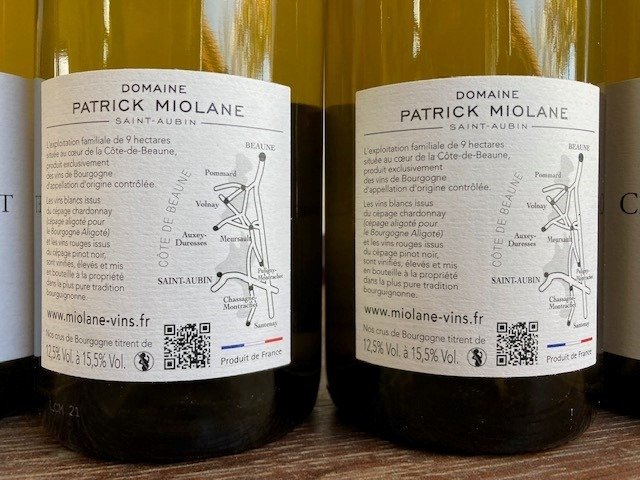 DOMAINE
PATRICK MIOLANE
SAINT-AUBIN
L'exploitation familiale de 9 hectares
située au cœur de la Côte-de-Beaune,
produit exclusivement
des vins de Bourgogne
d'appellation d'origine contrôlée.
Les vins blancs issus
du cépage chardonnay
(cépage aligoté pour
le Bourgogne Aligoté)
et les vins rouges issus
du cépage pinot noir,
sont vinifiés, élevés et mis
en bouteille à la propriété
dans la plus pure tradition
bourguignonne.
CÔTE DE BEAUNE
BEAUNE
Pommard
Volnay
Auxey-
Duresses
Meursault
SAINT-AUBIN
Puligny-
Montrachet
Chassagne-
Montrachet
Santenay
www.miolane-vins.fr
Nos crus de Bourgogne titrent de
12,5% Vol. à 15,5% Vol.
Produit de France
DOMAINE
PATRICK MIOLANE
SAINT-AUBIN
L'exploitation familiale de 9 hectares
située au cœur de la Côte-de-Beaune,
produit exclusivement
des vins de Bourgogne
d'appellation d'origine contrôlée.
Les vins blancs issus
du cépage chardonnay
(cépage aligoté pour
le Bourgogne Aligoté)
et les vins rouges issus
du cépage pinot noir,
sont vinifiés, élevés et mis
en bouteille à la propriété
dans la plus pure tradition
bourguignonne.
CÔTE DE BEAUNE
BEAUNE
Pommard
Volnay
Auxey-
Duresses
Meursault
SAINT-AUBIN
Puligny-
Montrachet
Chassagne-
Montrachet
Santenay
www.miolane-vins.fr
Nos crus de Bourgogne titrent de
12,5% Vol. à 15,5% Vol.
Produit de France